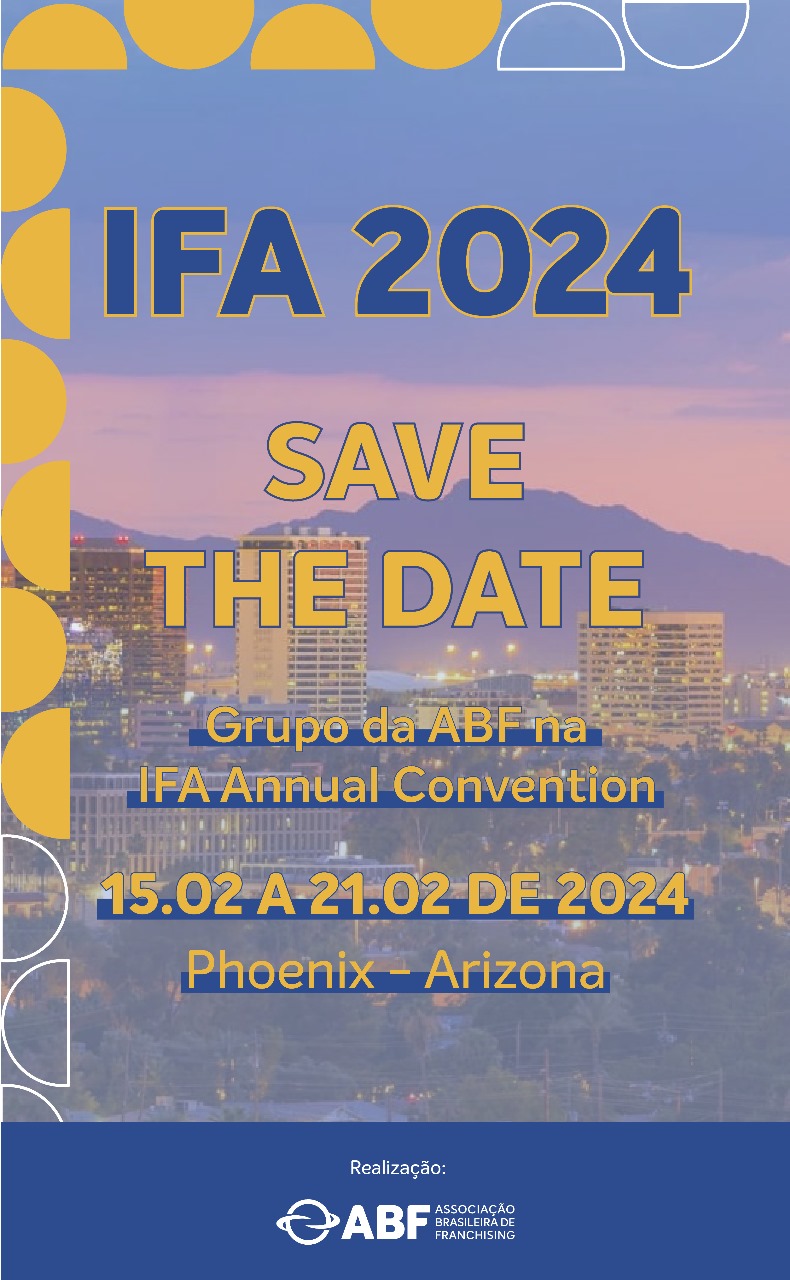 IFA 2024
SAVE
THE DATE
Grupo da ABF na
IFA Annual Convention
15.02 A 21.02 DE 2024
Phoenix – Arizona
Realização:
ABF
ASSOCIAÇÃO
BRASILEIRA DE
FRANCHISING